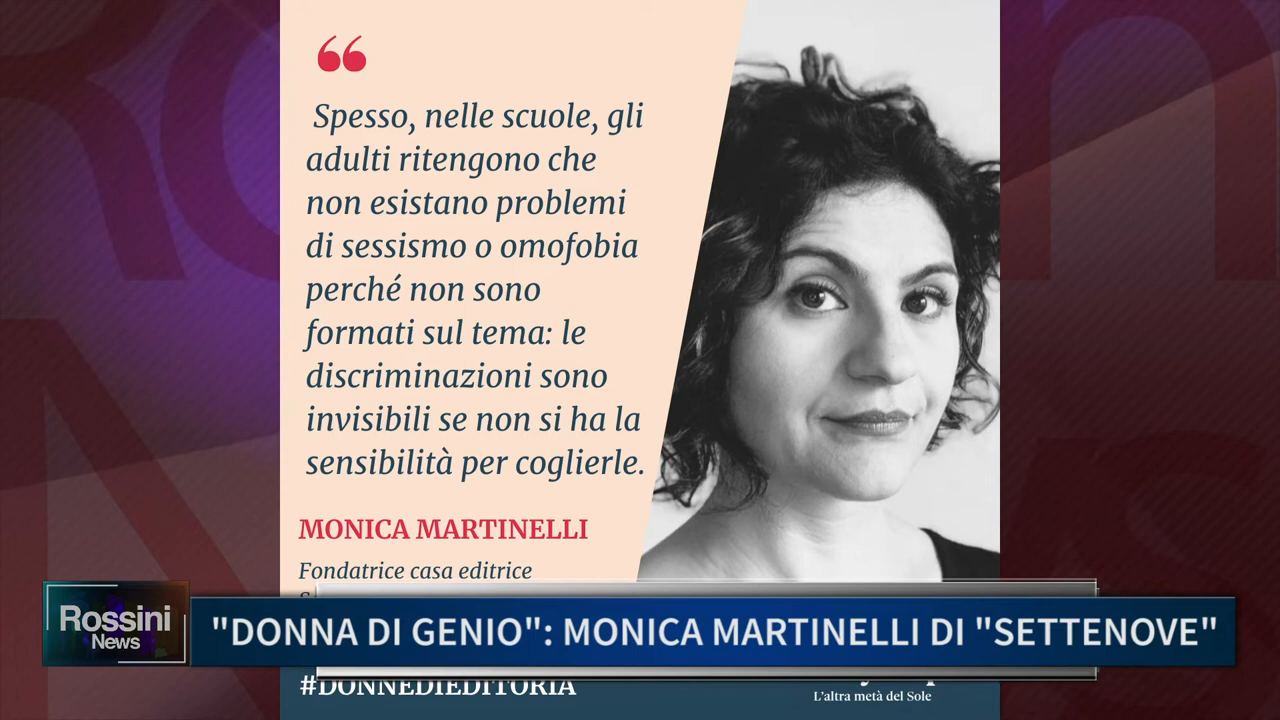 “
Spesso, nelle scuole, gli
adulti ritengono che
non esistano problemi
di sessismo o omofobia
perché non sono
formati sul tema: le
discriminazioni sono
invisibili se non si ha la
sensibilità per coglierle.
MONICA MARTINELLI
Fondatrice casa editrice
Rossini
News
"DONNA DI GENIO": MONICA MARTINELLI DI "SETTENOVE"
#DONNEDIEDITORIA
L'altra metà del Sole